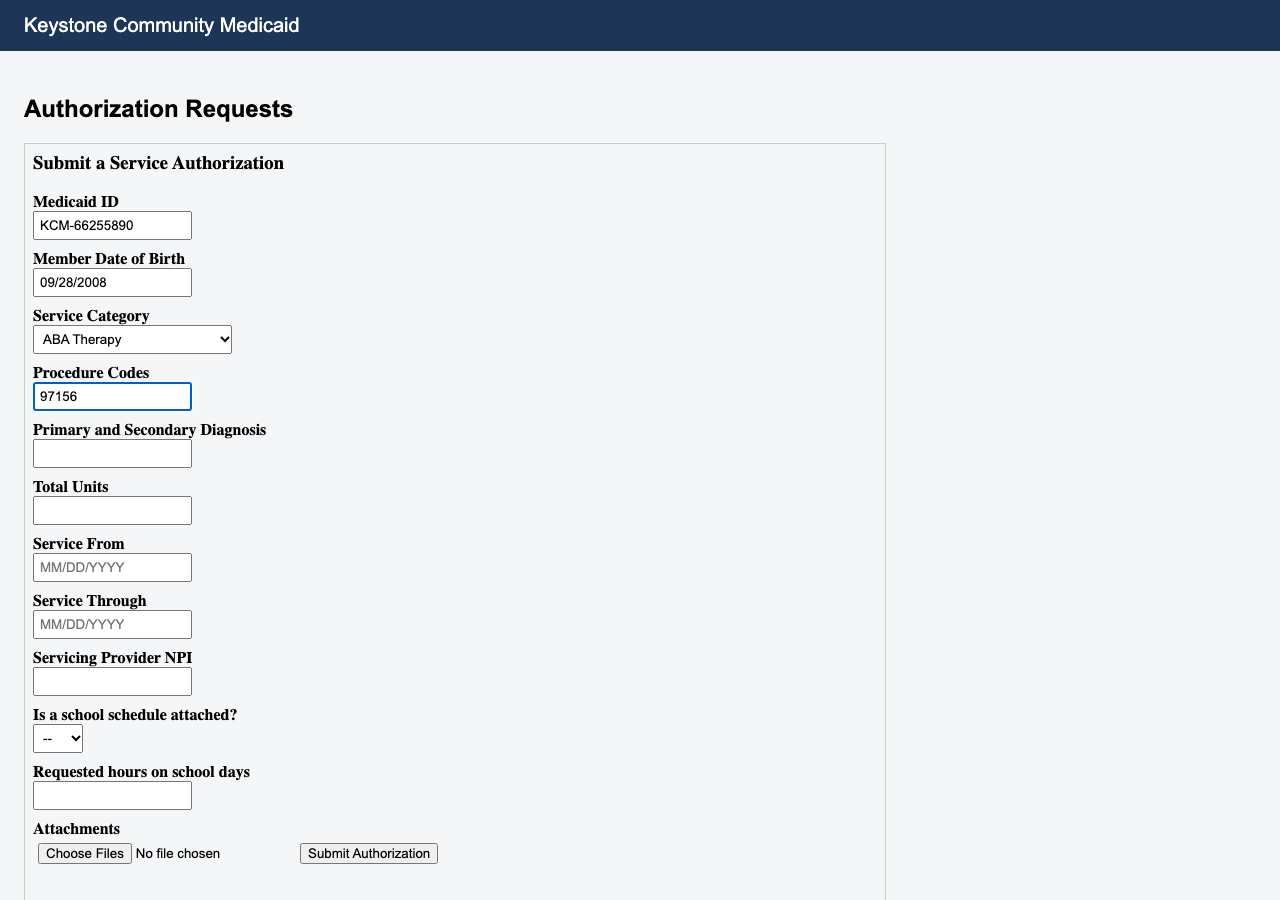 Keystone Community Medicaid
Authorization Requests
Submit a Service Authorization
Medicaid ID
KCM-66255890
Member Date of Birth
09/28/2008
Service Category
ABA Therapy
Procedure Codes
97156
Primary and Secondary Diagnosis
Total Units
Service From
MM/DD/YYYY
Service Through
MM/DD/YYYY
Servicing Provider NPI
Is a school schedule attached?
--
Requested hours on school days
Attachments
Choose Files No file chosen Submit Authorization